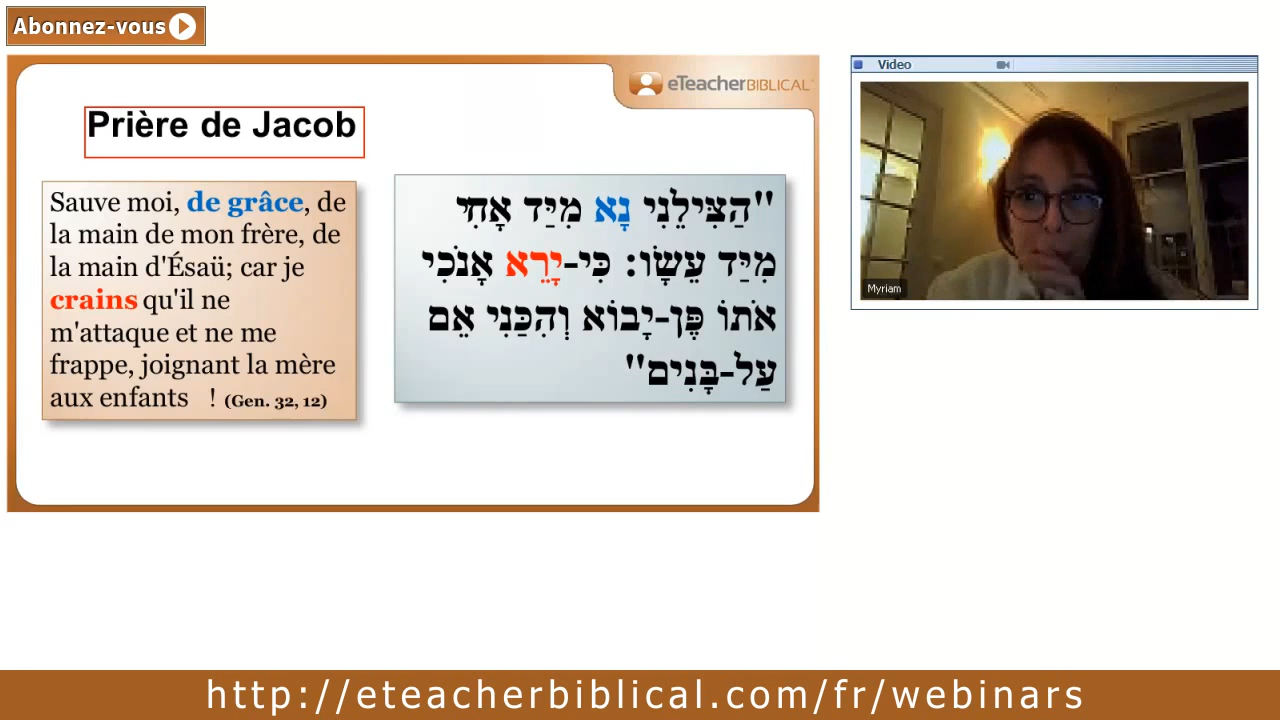 Abonnez-vous
eTeacherBIBLICAL
Prière de Jacob
Sauve moi, de grâce, de
la main de mon frère, de
la main d'Ésaü; car je
crains qu'il ne
m'attaque et ne me
frappe, joignant la mère
aux enfants ! (Gen. 32, 12)
"הַצִּילֵנִי נָא מִיַּד אָחִי
מִיַּד עֵשָׂו: כִּי-יָרֵא אָנֹכִי
אֹתוֹ פֶּן-יָבוֹא וְהִכַּנִי אֵם
עַל-בָּנִים"
Video
Myriam
http://eteacherbiblical.com/fr/webinars